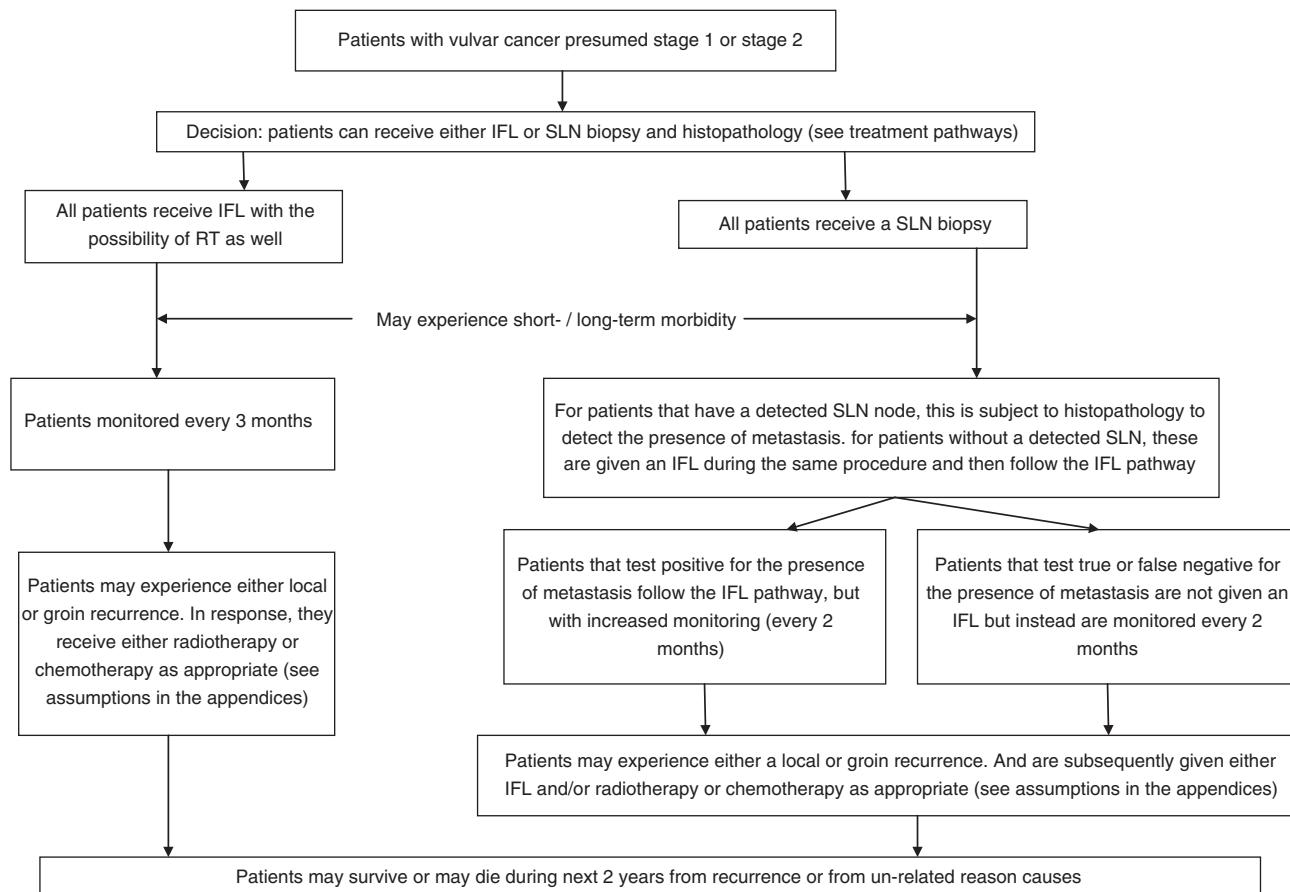 Patients with vulvar cancer presumed stage 1 or stage 2
Decision: patients can receive either IFL or SLN biopsy and histopathology (see treatment pathways)
All patients receive IFL with the
possibility of RT as well
All patients receive a SLN biopsy
May experience short- / long-term morbidity
Patients monitored every 3 months
For patients that have a detected SLN node, this is subject to histopathology to
detect the presence of metastasis. for patients without a detected SLN, these
are given an IFL during the same procedure and then follow the IFL pathway
Patients may experience either local
or groin recurrence. In response, they
receive either radiotherapy or
chemotherapy as appropriate (see
assumptions in the appendices)
Patients that test positive for the presence
of metastasis follow the IFL pathway, but
with increased monitoring (every 2
months)
Patients that test true or false negative for
the presence of metastasis are not given an
IFL but instead are monitored every 2
months
Patients may experience either a local or groin recurrence. And are subsequently given either
IFL and/or radiotherapy or chemotherapy as appropriate (see assumptions in the appendices)
Patients may survive or may die during next 2 years from recurrence or from un-related reason causes